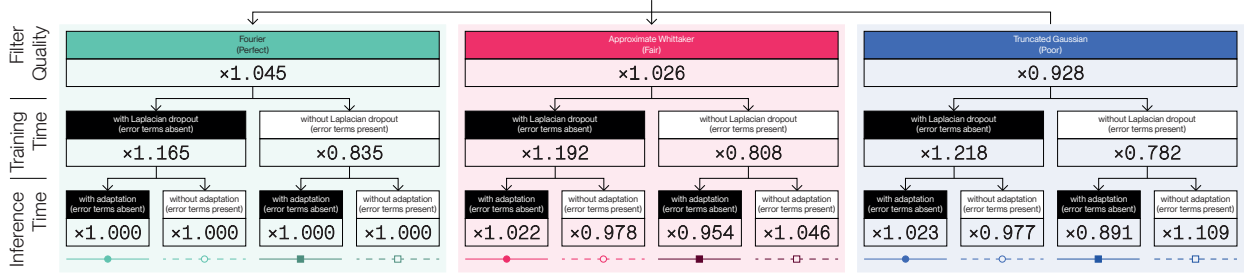 Filter
Quality
Fourier
(Perfect)
×1.045
Approximate Whittaker
(Fair)
×1.026
Truncated Gaussian
(Poor)
×0.928
Training
Time
with Laplacian dropout
(error terms absent)
×1.165
without Laplacian dropout
(error terms present)
×0.835
with Laplacian dropout
(error terms absent)
×1.192
without Laplacian dropout
(error terms present)
×0.808
with Laplacian dropout
(error terms absent)
×1.218
without Laplacian dropout
(error terms present)
×0.782
Inference
Time
with adaptation
(error terms absent)
×1.000
without adaptation
(error terms present)
×1.000
with adaptation
(error terms absent)
×1.000
without adaptation
(error terms present)
×1.000
with adaptation
(error terms absent)
×1.022
without adaptation
(error terms present)
×0.978
with adaptation
(error terms absent)
×0.954
without adaptation
(error terms present)
×1.046
with adaptation
(error terms absent)
×1.023
without adaptation
(error terms present)
×0.977
with adaptation
(error terms absent)
×0.891
without adaptation
(error terms present)
×1.109